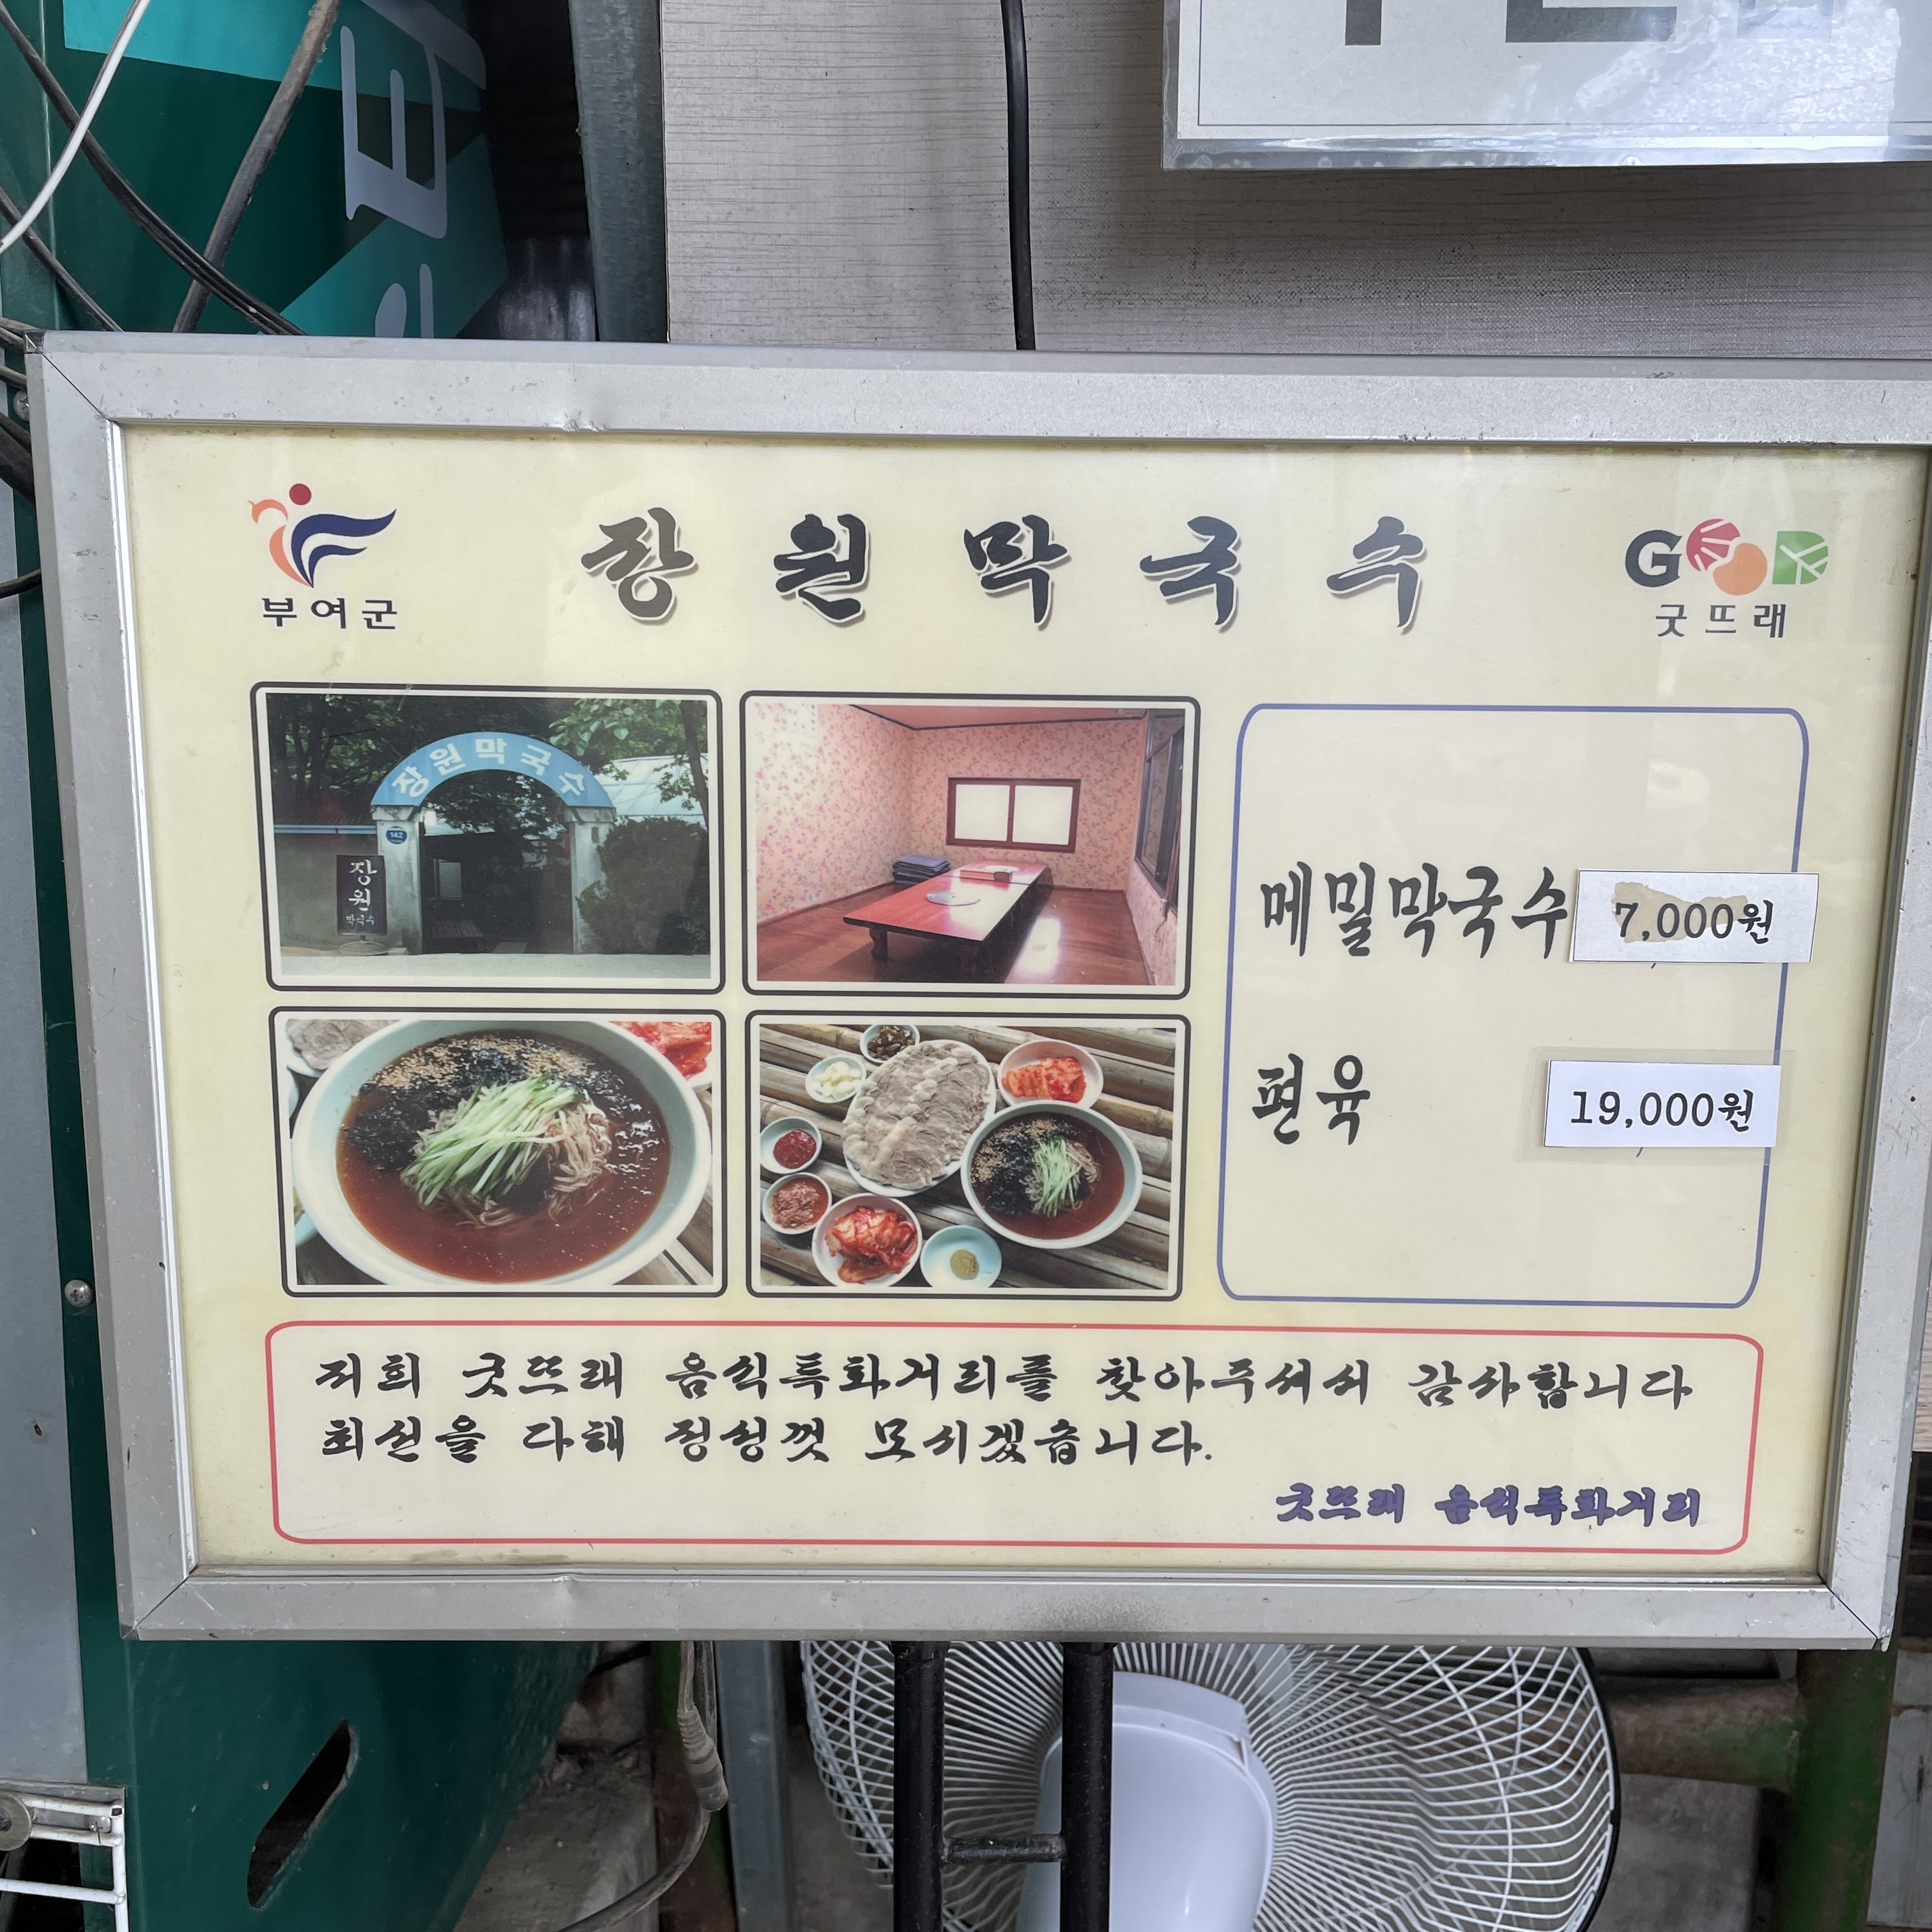 부여군
장원막국수
GOOD
굿뜨래
장원막국수
142
장원
막국수
메밀막국수 7,000원
편육 19,000원
저희 굿뜨래 음식특화거리를 찾아주셔서 감사합니다
최선을 다해 정성껏 모시겠습니다.
굿뜨래 음식특화거리